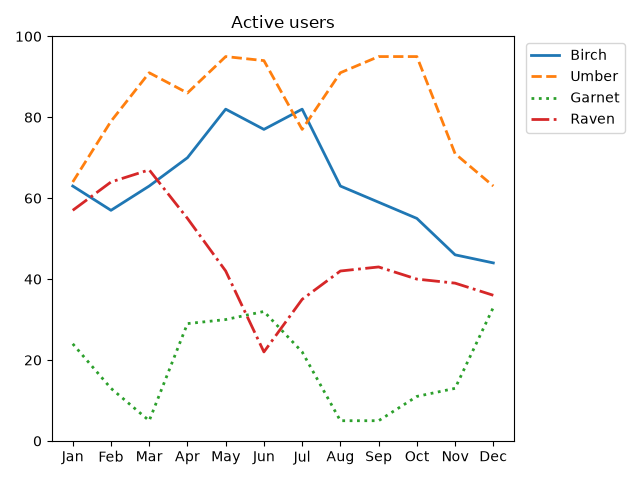 Active users
100
80
60
40
20
0
Jan Feb Mar Apr May Jun Jul Aug Sep Oct Nov Dec
Birch
Umber
Garnet
Raven